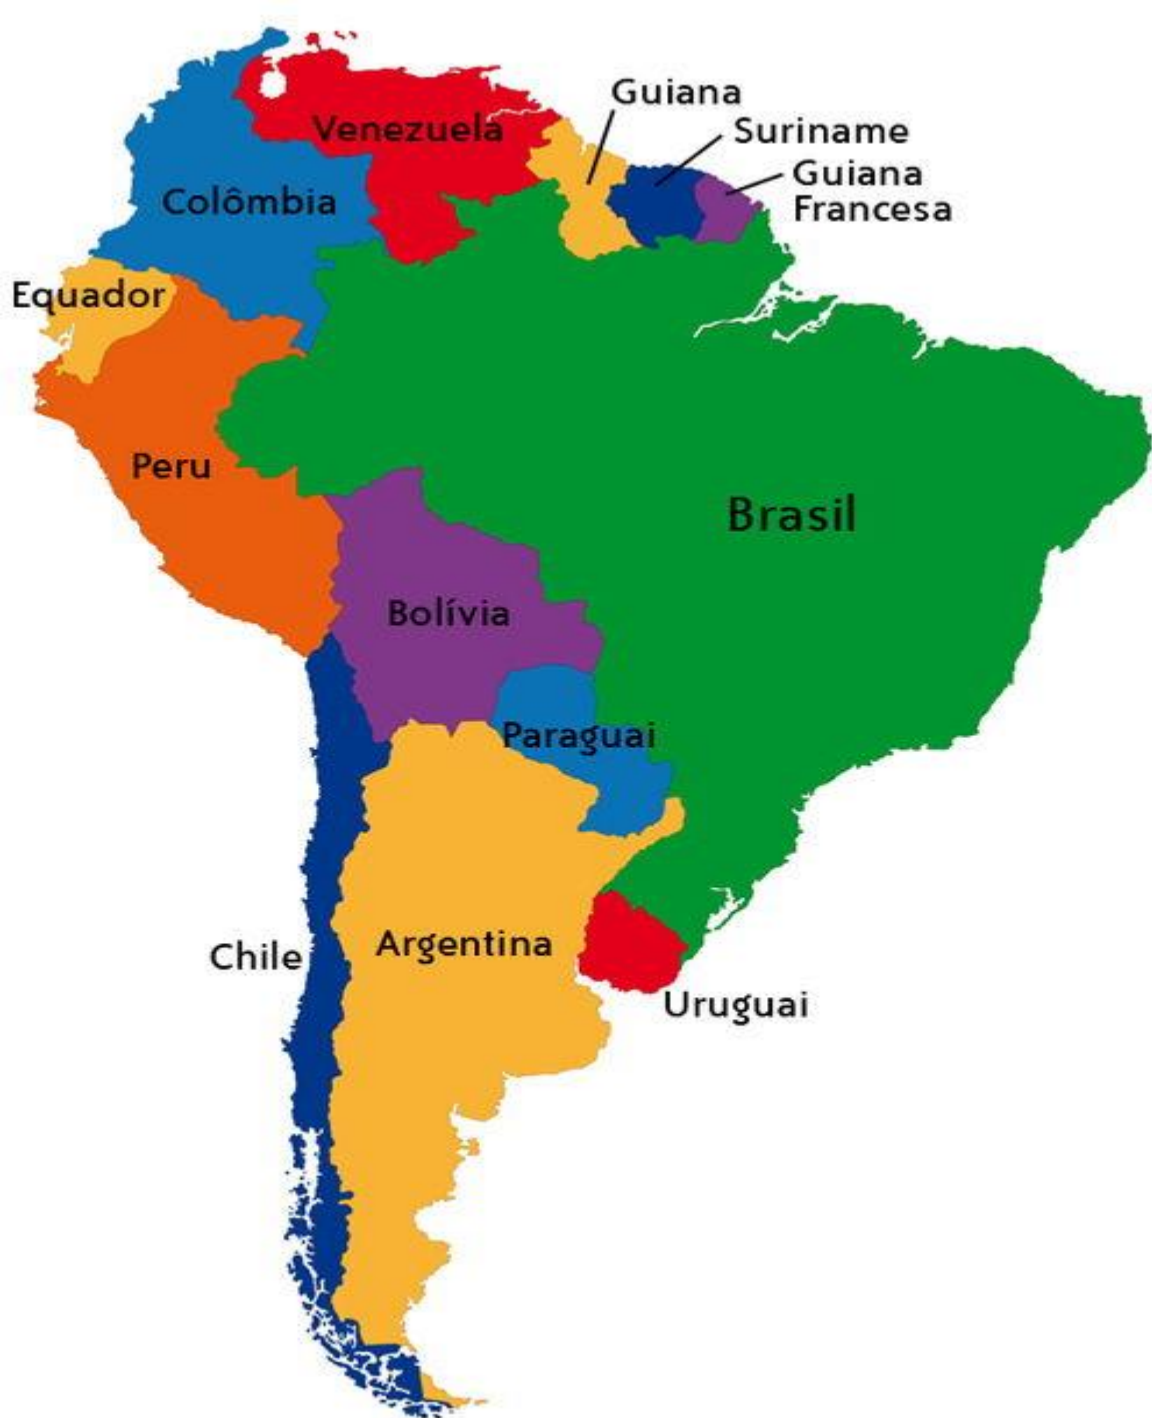 Guiana
Venezuela
Suriname
Guiana
Francesa
Colômbia
Equador
Peru
Brasil
Bolívia
Paraguai
Chile
Argentina
Uruguai